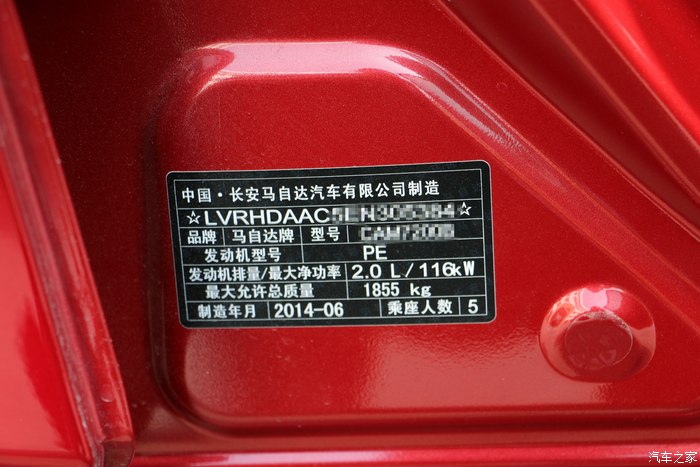 中国·长安马自达汽车有限公司制造
☆LVRHDAAC
品牌 马自达牌 型号
发动机型号 PE
发动机排量/最大净功率 2.0 L/116kW
最大允许总质量 1855 kg
制造年月 2014-06 乘座人数 5
汽车之家